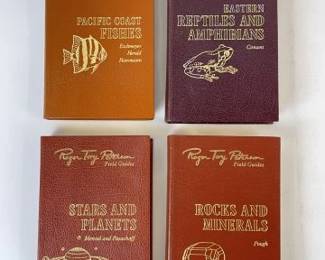 PACIFIC COAST
FISHES
Eschmeyer
Herald
Hammann
EASTERN
REPTILES AND
AMPHIBIANS
Conant
Roger Tory Peterson
Field Guides
STARS AND
PLANETS
Menzel and Pasachoff
Roger Tory Peterson
Field Guides
ROCKS AND
MINERALS
Pough